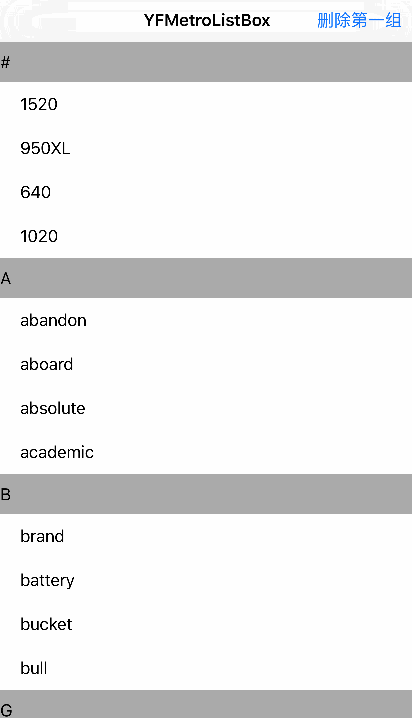 YFMetroListBox 删除第一组
#
1520
950XL
640
1020
A
abandon
aboard
absolute
academic
B
brand
battery
bucket
bull
G